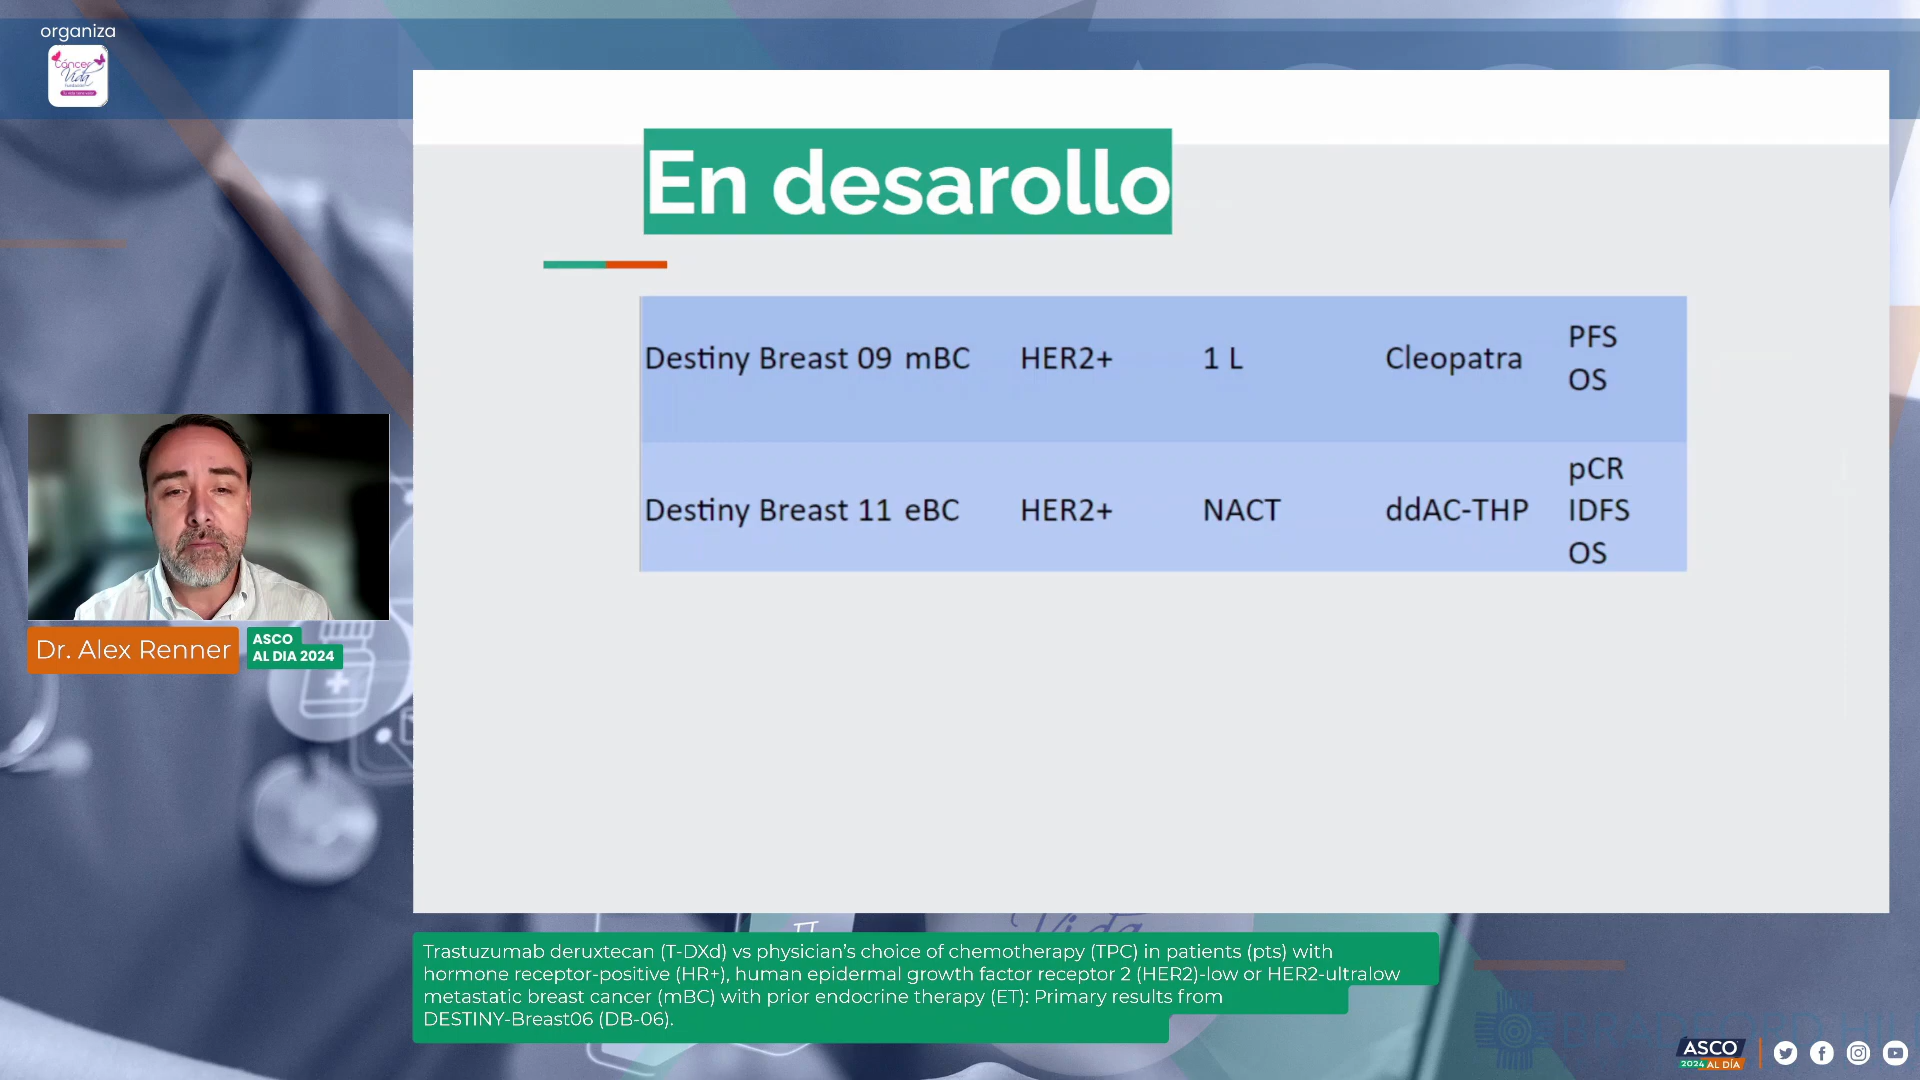 organiza
Cáncer
Vida
En desarollo
Destiny Breast 09 mBC HER2+ 1 L Cleopatra PFS
OS
Destiny Breast 11 eBC HER2+ NACT ddAC-THP pCR
IDFS
OS
Dr. Alex Renner
ASCO
AL DIA 2024
Vida
Trastuzumab deruxtecan (T-DXd) vs physician’s choice of chemotherapy (TPC) in patients (pts) with
hormone receptor-positive (HR+), human epidermal growth factor receptor 2 (HER2)-low or HER2-ultralow
metastatic breast cancer (mBC) with prior endocrine therapy (ET): Primary results from
DESTINY-Breast06 (DB-06).
ASCO
2024 AL DÍA